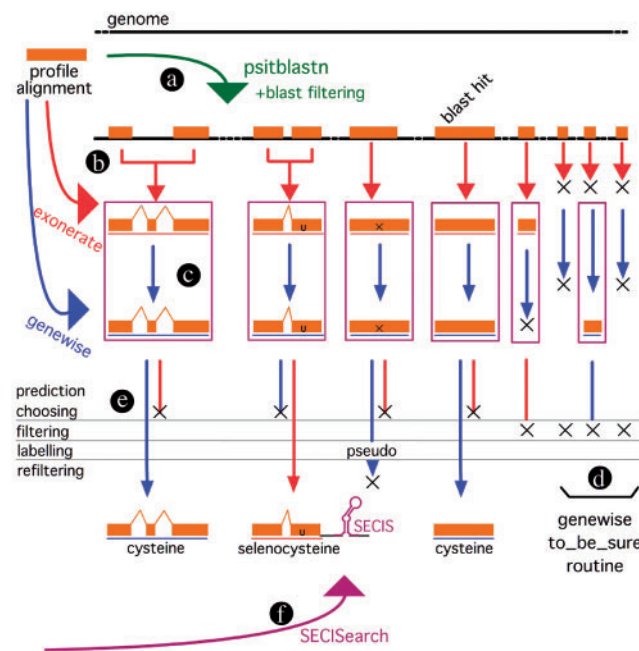 genome
profile
alignment
a
psitblastn
+blast filtering
blast hit
b
exonerate
U
×
c
genewise
U
×
prediction
choosing
e
filtering
labelling
pseudo
refiltering
d
SECIS
U
cysteine
selenocysteine
cysteine
genewise
to_be_sure
routine
f
SECISearch